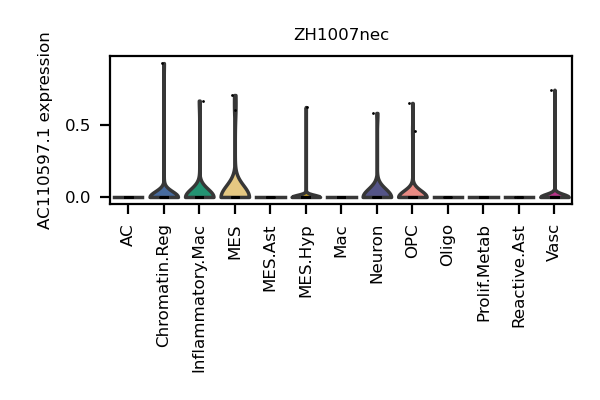 ZH1007nec
AC110597.1 expression
0.5
0.0
AC
Chromatin.Reg
Inflammatory.Mac
MES
MES.Ast
MES.Hyp
Mac
Neuron
OPC
Oligo
Prolif.Metab
Reactive.Ast
Vasc